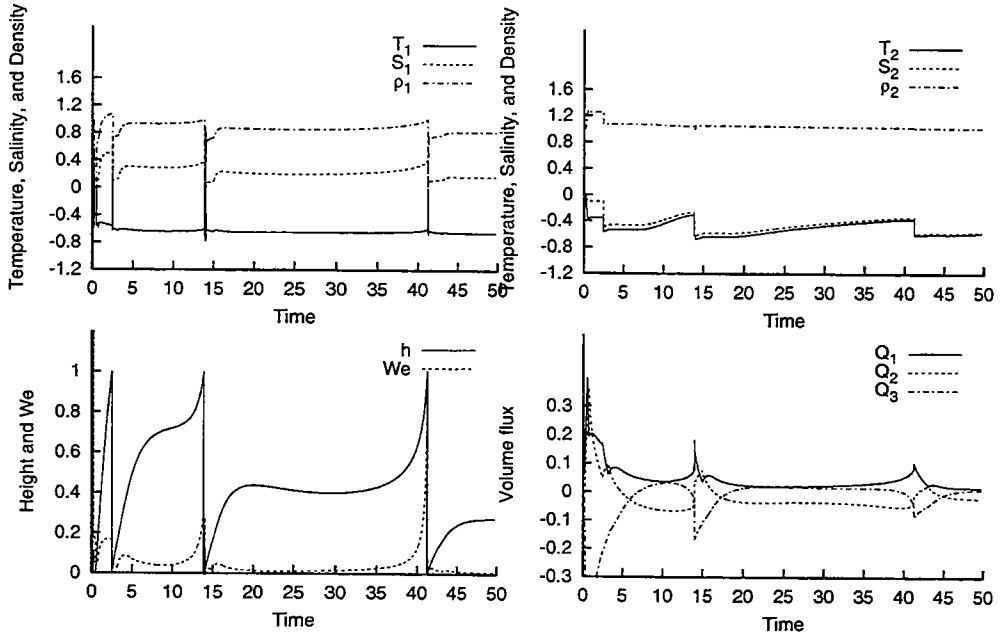 Temperature, Salinity, and Density
T1
S1
ρ1
1.6
1.2
0.8
0.4
0
-0.4
-0.8
-1.2
0 5 10 15 20 25 30 35 40 45 50
Time
Temperature, Salinity, and Density
T2
S2
ρ2
1.6
1.2
0.8
0.4
0
-0.4
-0.8
-1.2
0 5 10 15 20 25 30 35 40 45 50
Time
Height and We
h
We
1
0.8
0.6
0.4
0.2
0
0 5 10 15 20 25 30 35 40 45 50
Time
Volume flux
Q1
Q2
Q3
0.3
0.2
0.1
0
-0.1
-0.2
-0.3
0 5 10 15 20 25 30 35 40 45 50
Time